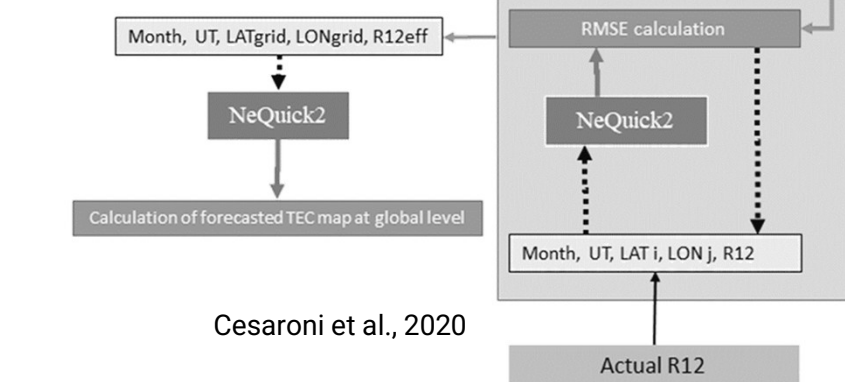 Month, UT, LATgrid, LONgrid, R12eff
NeQuick2
Calculation of forecasted TEC map at global level
RMSE calculation
NeQuick2
Month, UT, LAT i, LON j, R12
Actual R12
Cesaroni et al., 2020